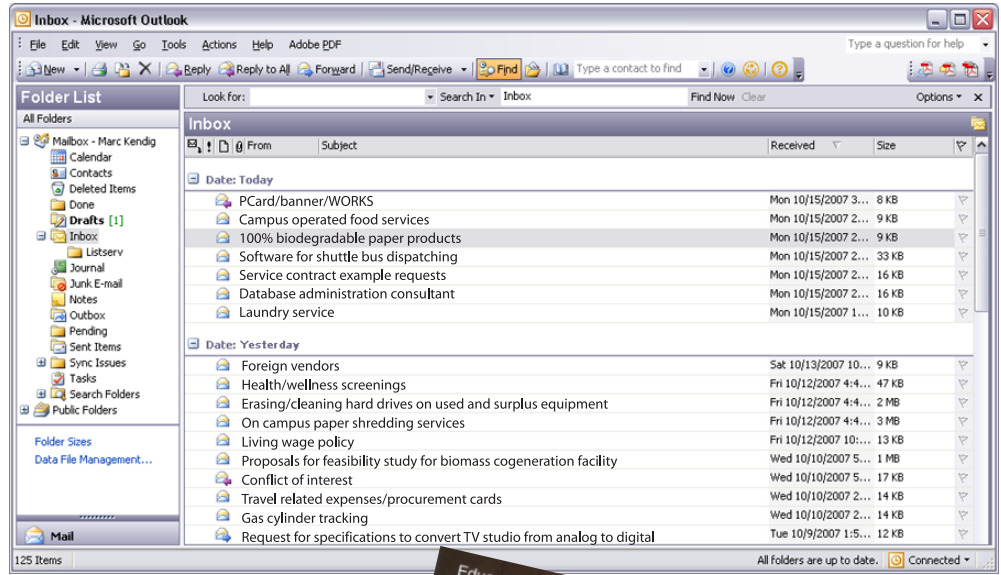 Inbox - Microsoft Outlook
File Edit View Go Tools Actions Help Adobe PDF Type a question for help
New Reply Reply to All Forward Send/Receive Find Type a contact to find
Folder List Look for: Search In Inbox Find Now Clear Options x
All Folders Inbox
Mailbox - Marc Kendig From Subject Received Size
Calendar
Contacts Date: Today
Deleted Items PCard/banner/WORKS Mon 10/15/2007 3... 8 KB
Done Campus operated food services Mon 10/15/2007 2... 9 KB
Drafts [1] 100% biodegradable paper products Mon 10/15/2007 2... 9 KB
Inbox Software for shuttle bus dispatching Mon 10/15/2007 2... 33 KB
Listserv Service contract example requests Mon 10/15/2007 2... 16 KB
Journal Database administration consultant Mon 10/15/2007 2... 16 KB
Junk E-mail Laundry service Mon 10/15/2007 1... 10 KB
Notes
Outbox Date: Yesterday
Pending Foreign vendors Sat 10/13/2007 10... 9 KB
Sent Items Health/wellness screenings Fri 10/12/2007 4:4... 47 KB
Sync Issues Erasing/cleaning hard drives on used and surplus equipment Fri 10/12/2007 4:4... 2 MB
Tasks On campus paper shredding services Fri 10/12/2007 4:4... 3 MB
Search Folders Living wage policy Fri 10/12/2007 10:... 13 KB
Public Folders Proposals for feasibility study for biomass cogeneration facility Wed 10/10/2007 5... 1 MB
Folder Sizes Conflict of interest Wed 10/10/2007 5... 17 KB
Data File Management... Travel related expenses/procurement cards Wed 10/10/2007 2... 14 KB
Gas cylinder tracking Wed 10/10/2007 2... 14 KB
Mail Request for specifications to convert TV studio from analog to digital Tue 10/9/2007 1:5... 12 KB
125 Items All folders are up to date. Connected